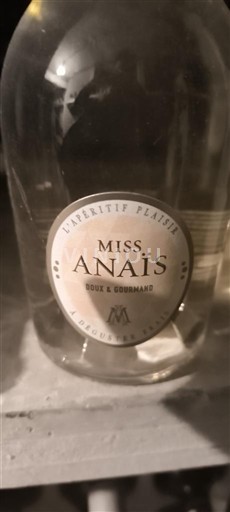 L'APÉRITIF PLAISIR
MISS
ANAÏS
DOUX & GOURMAND
M
À DÉGUSTER FRAIS